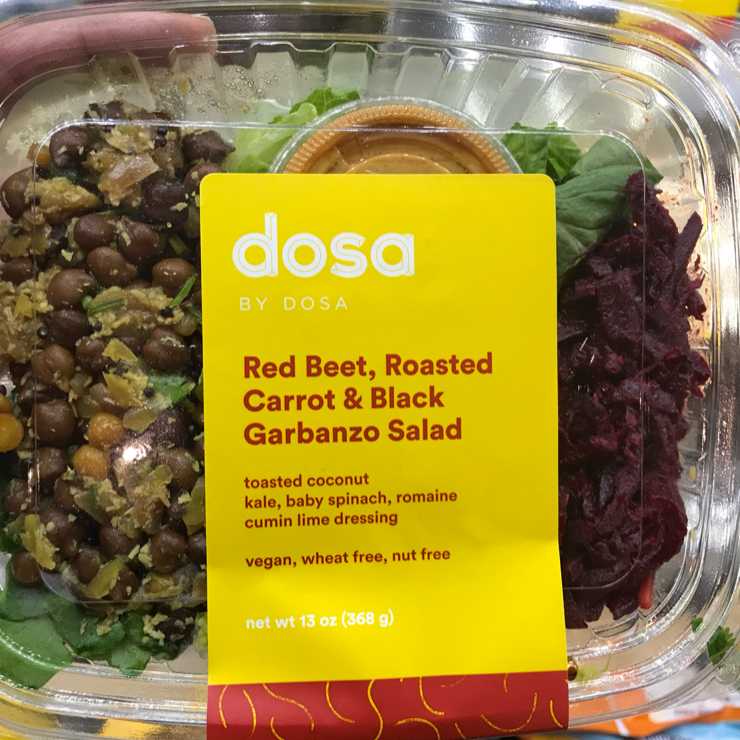 dosa
BY DOSA
Red Beet, Roasted
Carrot & Black
Garbanzo Salad
toasted coconut
kale, baby spinach, romaine
cumin lime dressing
vegan, wheat free, nut free
net wt 13 oz (368 g)